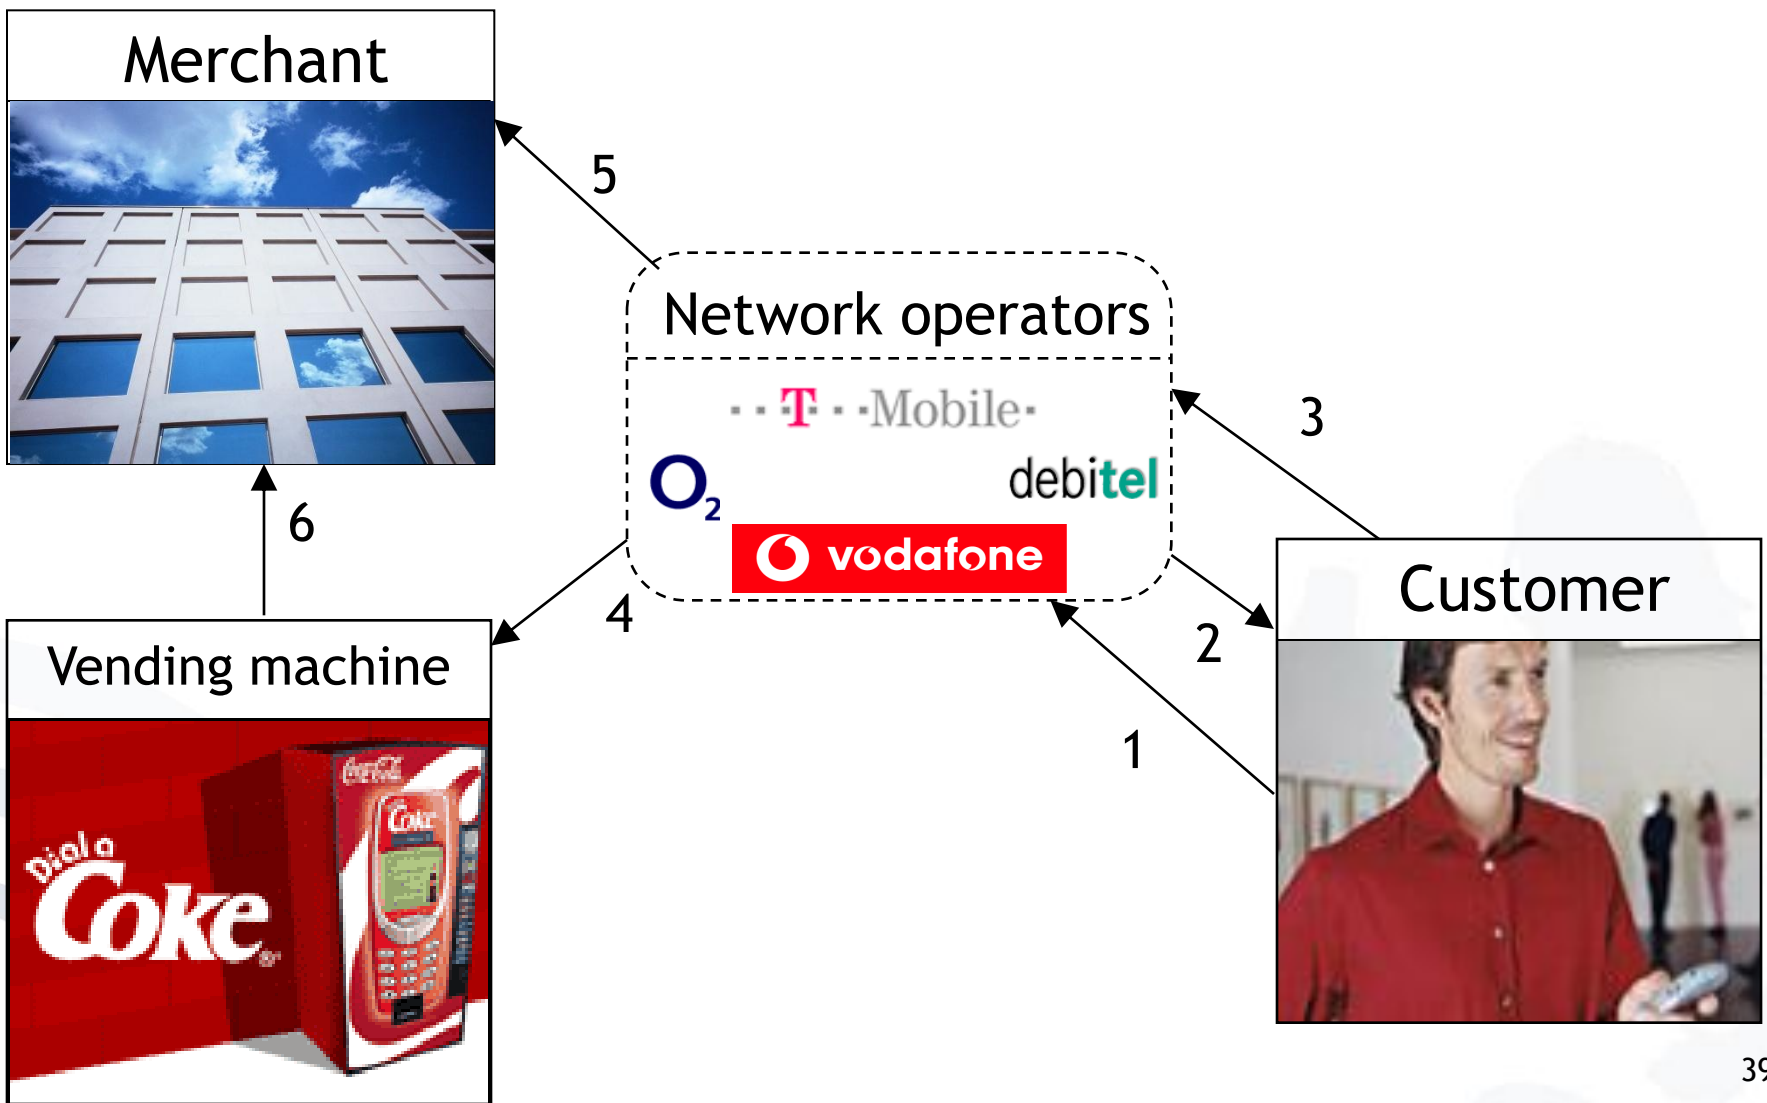 Merchant
5
Network operators
··T··Mobile·
3
O2
debitel
6
vodafone
Customer
4
2
Vending machine
1
Coca-Cola
Coke
Dial a
Coke®
39